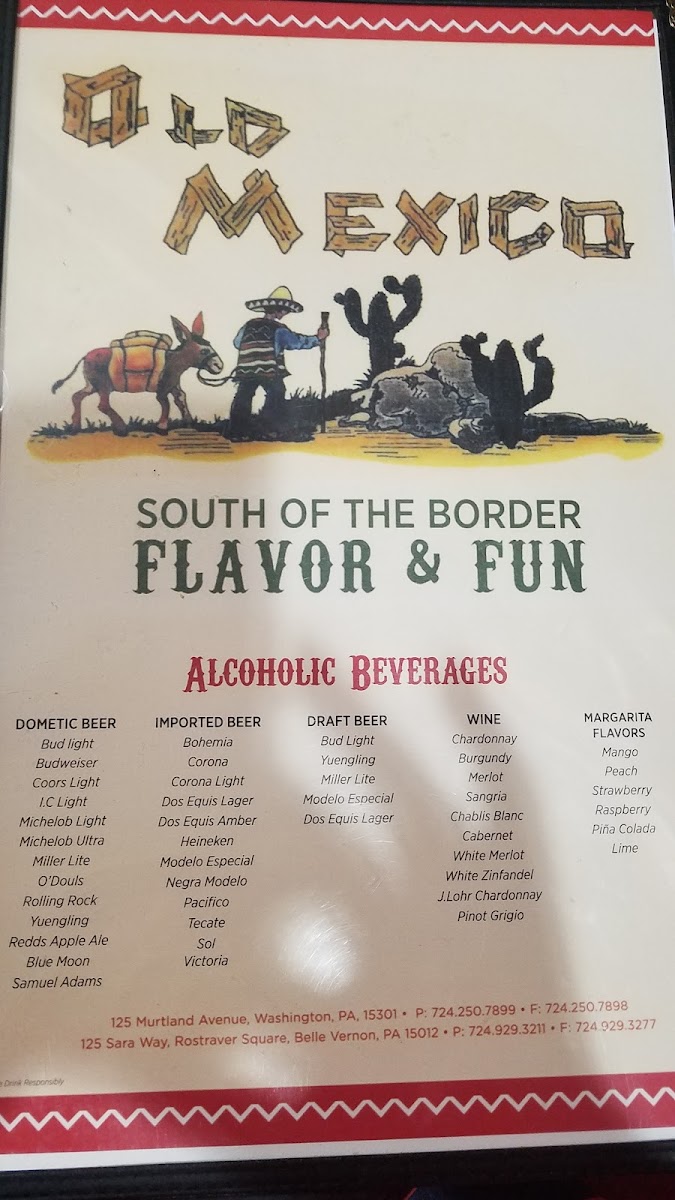 OLD
MEXICO
SOUTH OF THE BORDER
FLAVOR & FUN
ALCOHOLIC BEVERAGES
DOMETIC BEER
Bud light
Budweiser
Coors Light
I.C Light
Michelob Light
Michelob Ultra
Miller Lite
O'Douls
Rolling Rock
Yuengling
Redds Apple Ale
Blue Moon
Samuel Adams
IMPORTED BEER
Bohemia
Corona
Corona Light
Dos Equis Lager
Dos Equis Amber
Heineken
Modelo Especial
Negra Modelo
Pacifico
Tecate
Sol
Victoria
DRAFT BEER
Bud Light
Yuengling
Miller Lite
Modelo Especial
Dos Equis Lager
WINE
Chardonnay
Burgundy
Merlot
Sangria
Chablis Blanc
Cabernet
White Merlot
White Zinfandel
J.Lohr Chardonnay
Pinot Grigio
MARGARITA
FLAVORS
Mango
Peach
Strawberry
Raspberry
Piña Colada
Lime
125 Murtland Avenue, Washington, PA, 15301 • P: 724.250.7899 • F: 724.250.7898
125 Sara Way, Rostraver Square, Belle Vernon, PA 15012 • P: 724.929.3211 • F: 724.929.3277
Drink Responsibly